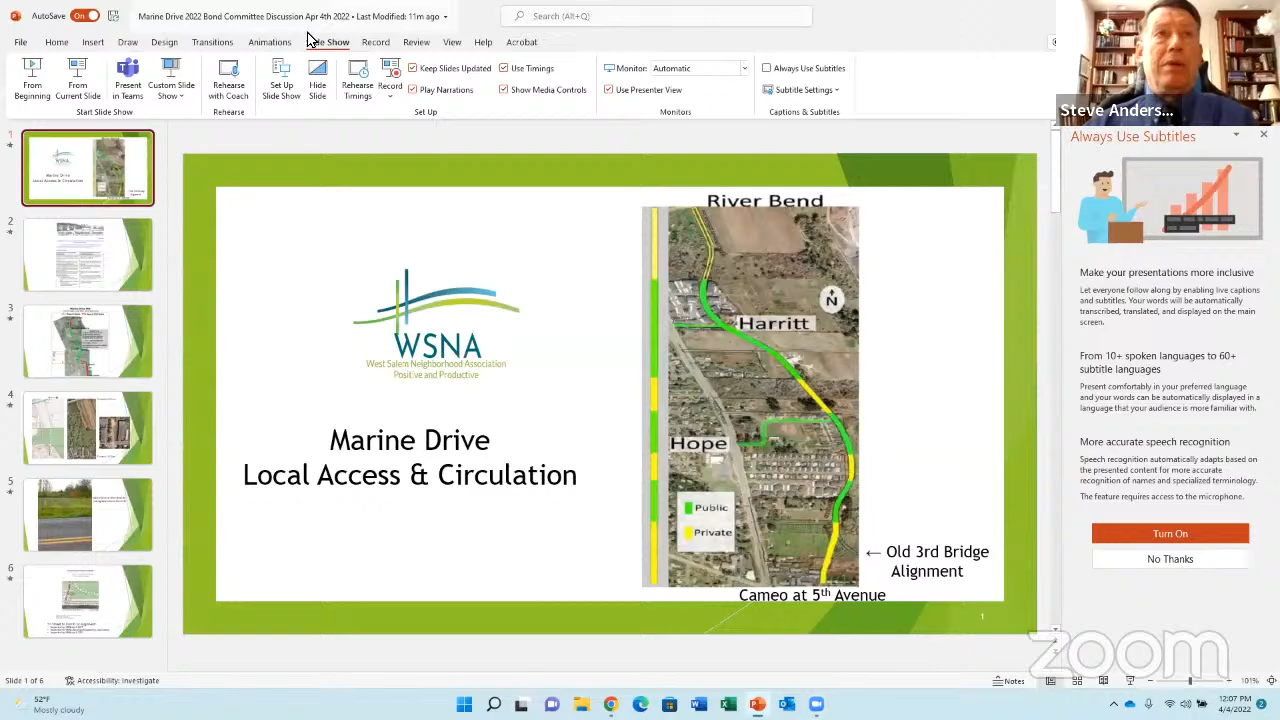 AutoSave On
Marine Drive 2022 Bond Committee Discussion Apr 4th 2022 • Last Modified: 11m ago
Search (Alt+Q)
File Home Insert Draw Design Transitions Animations Slide Show Record Review View Help Acrobat
From Beginning
From Current Slide
Present in Teams
Custom Slide Show
Rehearse with Coach
Set Up Slide Show
Hide Slide
Rehearse Timings
Record
Slides Updated
Play Narrations
Use Timings
Show Media Controls
Monitor: Automatic
Use Presenter View
Always Use Subtitles
Subtitle Settings
Start Slide Show
Rehearse
Set Up
Monitors
Captions & Subtitles
Steve Anders...
1
2
3
4
5
6
WSNA
West Salem Neighborhood Association
Positive and Productive
Marine Drive
Local Access & Circulation
River Bend
N
Harritt
Hope
Public
Private
← Old 3rd Bridge
Alignment
Cameo at 5th Avenue
1
Always Use Subtitles
Make your presentations more inclusive
Let everyone follow along by enabling live captions
and subtitles. Your words will be automatically
transcribed, translated, and displayed on the main
screen.
From 10+ spoken languages to 60+
subtitle languages
Present comfortably in your preferred language
and your words can be automatically displayed in a
language that your audience is more familiar with.
More accurate speech recognition
Speech recognition automatically adapts based on
the presented content for more accurate
recognition of names and specialized terminology.
The feature requires access to the microphone.
Turn On
No Thanks
zoom
Slide 1 of 6
Accessibility: Investigate
Notes
101%
52°F
Mostly cloudy
12:07 PM
4/4/2022